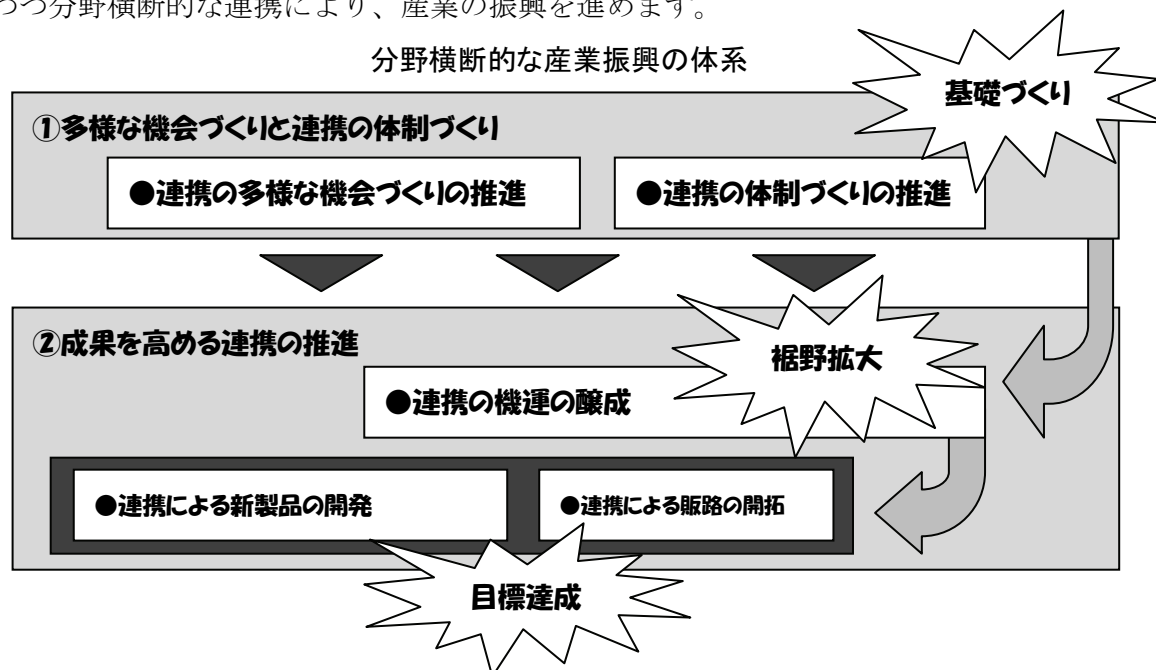 つつ分野横断的な連携により、産業の振興を進めます。
分野横断的な産業振興の体系
基礎づくり
①多様な機会づくりと連携の体制づくり
●連携の多様な機会づくりの推進
●連携の体制づくりの推進
②成果を高める連携の推進
裾野拡大
●連携の機運の醸成
●連携による新製品の開発
●連携による販路の開拓
目標達成